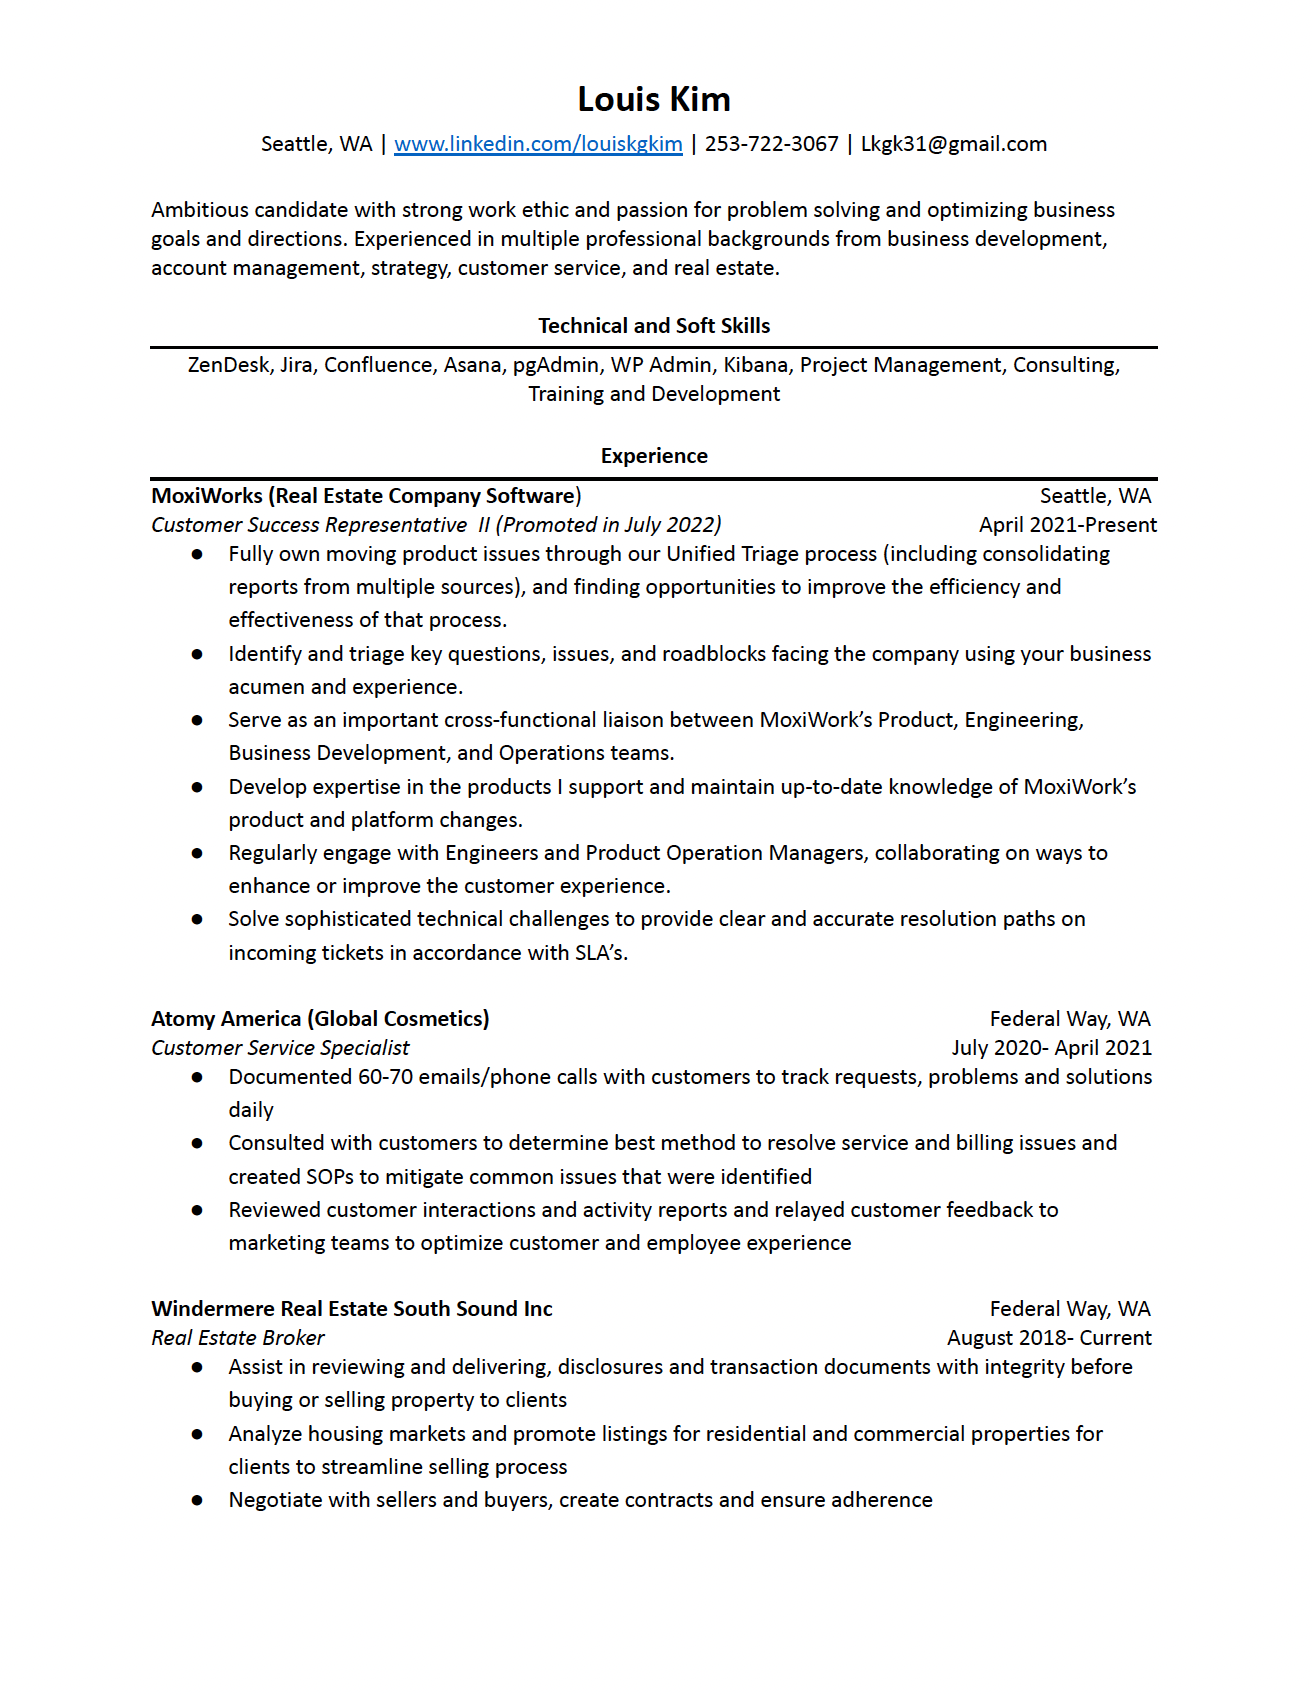 Louis Kim
Seattle, WA | www.linkedin.com/louiskgkim | 253-722-3067 | Lkgk31@gmail.com
Ambitious candidate with strong work ethic and passion for problem solving and optimizing business
goals and directions. Experienced in multiple professional backgrounds from business development,
account management, strategy, customer service, and real estate.
Technical and Soft Skills
ZenDesk, Jira, Confluence, Asana, pgAdmin, WP Admin, Kibana, Project Management, Consulting,
Training and Development
Experience
MoxiWorks (Real Estate Company Software) Seattle, WA
Customer Success Representative II (Promoted in July 2022) April 2021-Present
● Fully own moving product issues through our Unified Triage process (including consolidating
reports from multiple sources), and finding opportunities to improve the efficiency and
effectiveness of that process.
● Identify and triage key questions, issues, and roadblocks facing the company using your business
acumen and experience.
● Serve as an important cross-functional liaison between MoxiWork’s Product, Engineering,
Business Development, and Operations teams.
● Develop expertise in the products I support and maintain up-to-date knowledge of MoxiWork’s
product and platform changes.
● Regularly engage with Engineers and Product Operation Managers, collaborating on ways to
enhance or improve the customer experience.
● Solve sophisticated technical challenges to provide clear and accurate resolution paths on
incoming tickets in accordance with SLA’s.
Atomy America (Global Cosmetics) Federal Way, WA
Customer Service Specialist July 2020- April 2021
● Documented 60-70 emails/phone calls with customers to track requests, problems and solutions
daily
● Consulted with customers to determine best method to resolve service and billing issues and
created SOPs to mitigate common issues that were identified
● Reviewed customer interactions and activity reports and relayed customer feedback to
marketing teams to optimize customer and employee experience
Windermere Real Estate South Sound Inc Federal Way, WA
Real Estate Broker August 2018- Current
● Assist in reviewing and delivering, disclosures and transaction documents with integrity before
buying or selling property to clients
● Analyze housing markets and promote listings for residential and commercial properties for
clients to streamline selling process
● Negotiate with sellers and buyers, create contracts and ensure adherence